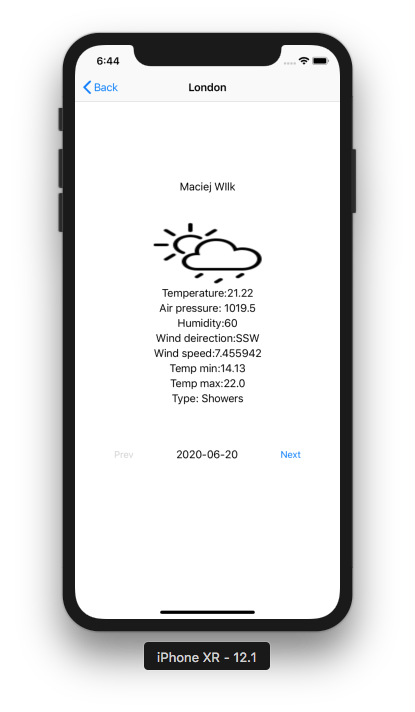 6:44
Back
London
Maciej WIlk
Temperature:21.22
Air pressure: 1019.5
Humidity:60
Wind deirection:SSW
Wind speed:7.455942
Temp min:14.13
Temp max:22.0
Type: Showers
Prev 2020-06-20 Next
iPhone XR - 12.1